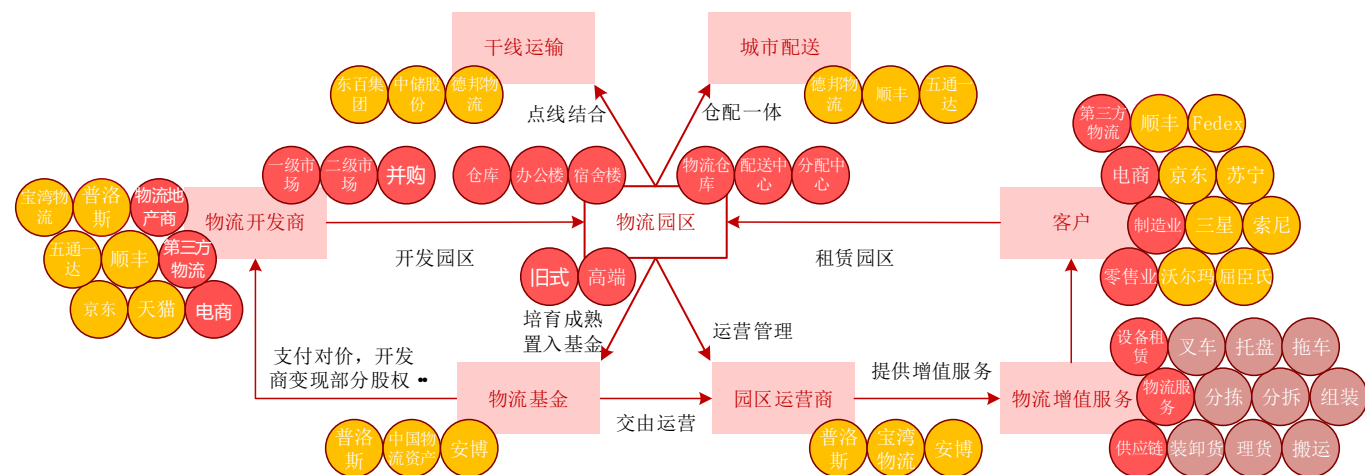 干线运输
城市配送
东百集
团
中储股
份
德邦物
流
德邦物
流
顺丰
五通一
达
点线结合
仓配一体
第三方
物流
顺丰
Fedex
一级市
场
二级市
场
并购
仓库
办公楼
宿舍楼
物流仓
库
配送中
心
分配中
心
电商
京东
苏宁
宝湾物
流
普洛
斯
物流地
产商
物流开发商
物流园区
客户
制造业
三星
索尼
五通一
达
顺丰
第三方
物流
开发园区
租赁园区
旧式
高端
零售业
沃尔玛
屈臣氏
京东
天猫
电商
培育成熟
置入基金
运营管理
支付对价，开发
商变现部分股权
提供增值服务
设备租
赁
叉车
托盘
拖车
物流基金
园区运营商
物流增值服务
物流服
务
分拣
分拆
组装
交由运营
普洛
斯
中国物
流资产
安博
普洛
斯
宝湾
物流
安博
供应链
装卸货
理货
搬运